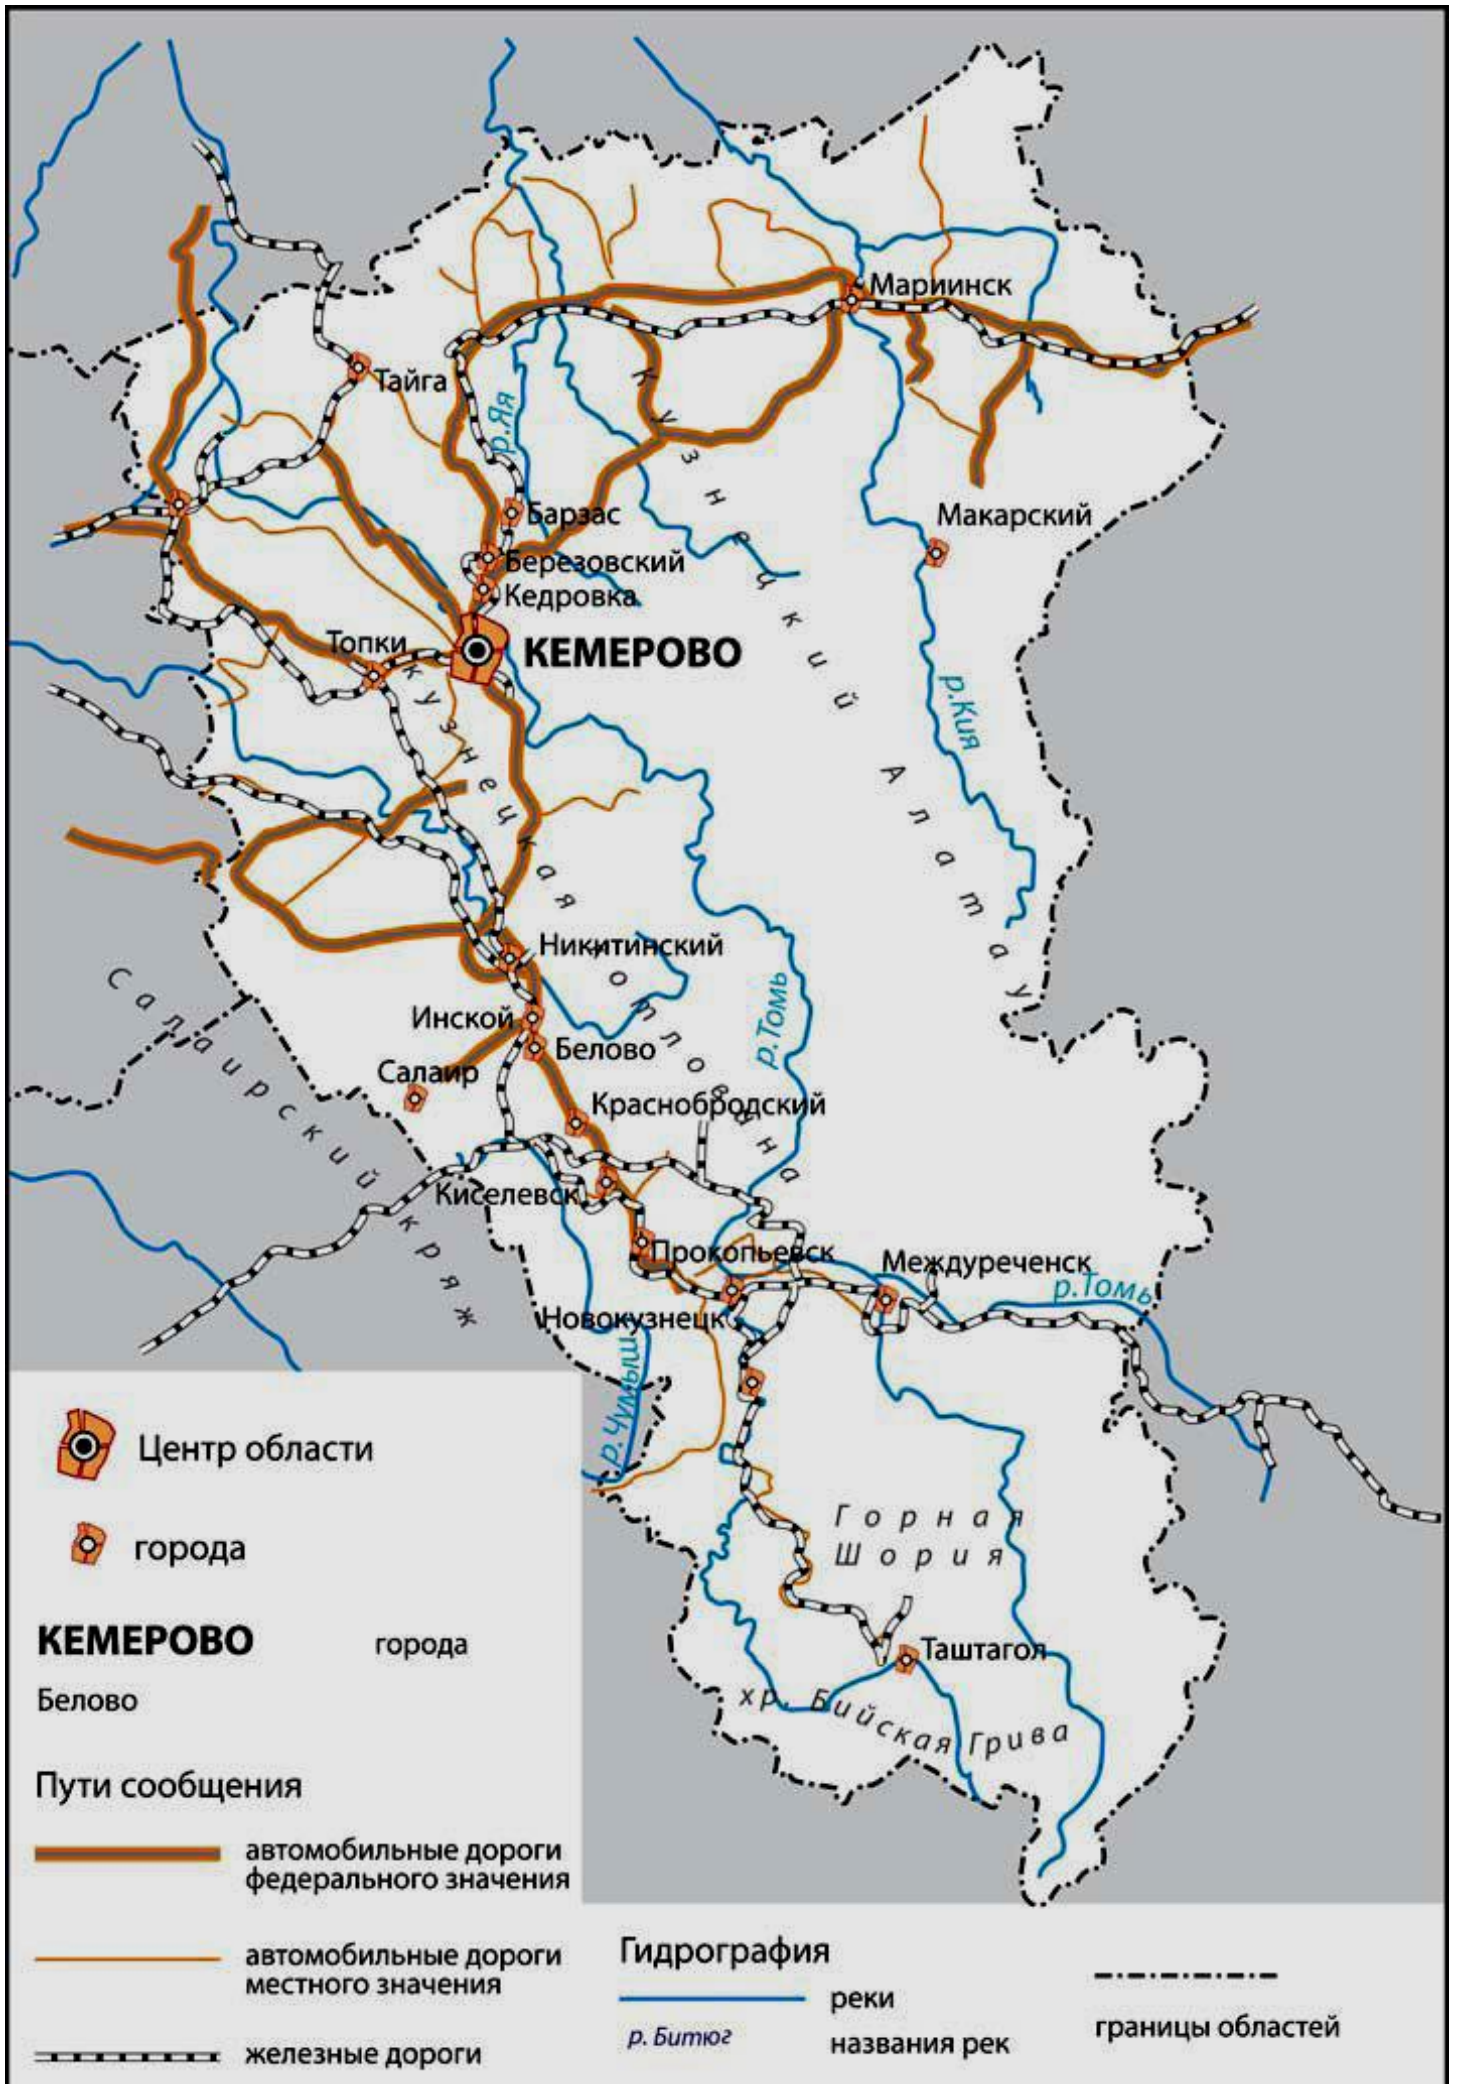 Мариинск
Тайга
р.Яя
Кузнецкий Алатау
Барзас
Макарский
Березовский
Кедровка
Топки
КЕМЕРОВО
р.Кия
кузнецкая котловина
Никитинский
Салаирский кряж
Инской
р.Томь
Белово
Салаир
Краснобродский
Киселевск
Прокопьевск
Междуреченск
р.Томь
Новокузнецк
р.Чумыш
Центр области
Горная
Шория
города
КЕМЕРОВО города
Таштагол
Белово
хр. Бийская Грива
Пути сообщения
автомобильные дороги
федерального значения
автомобильные дороги
местного значения
железные дороги
Гидрография
реки
р. Битюг
названия рек
границы областей